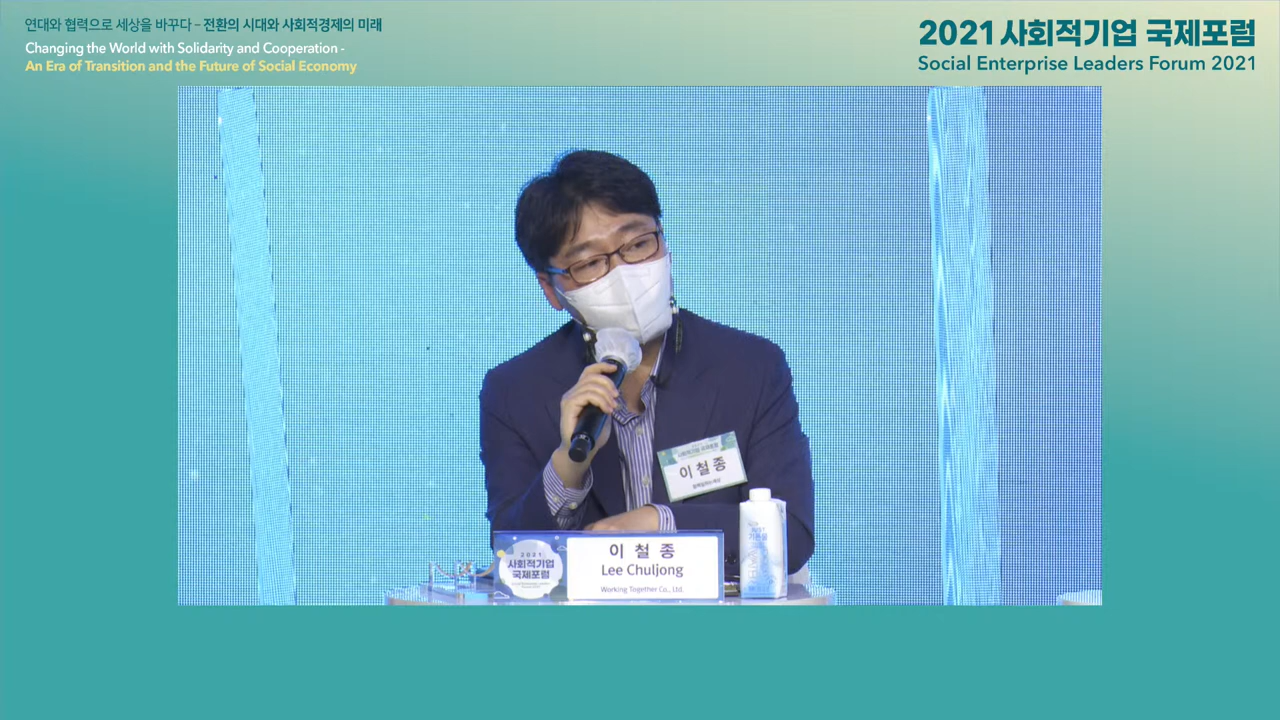 연대와 협력으로 세상을 바꾸다 – 전환의 시대와 사회적경제의 미래
Changing the World with Solidarity and Cooperation -
An Era of Transition and the Future of Social Economy
2021 사회적기업 국제포럼
Social Enterprise Leaders Forum 2021
이철종
2021
사회적기업
국제포럼
이 철 종
Lee Chuljong
Working Together Co., Ltd.